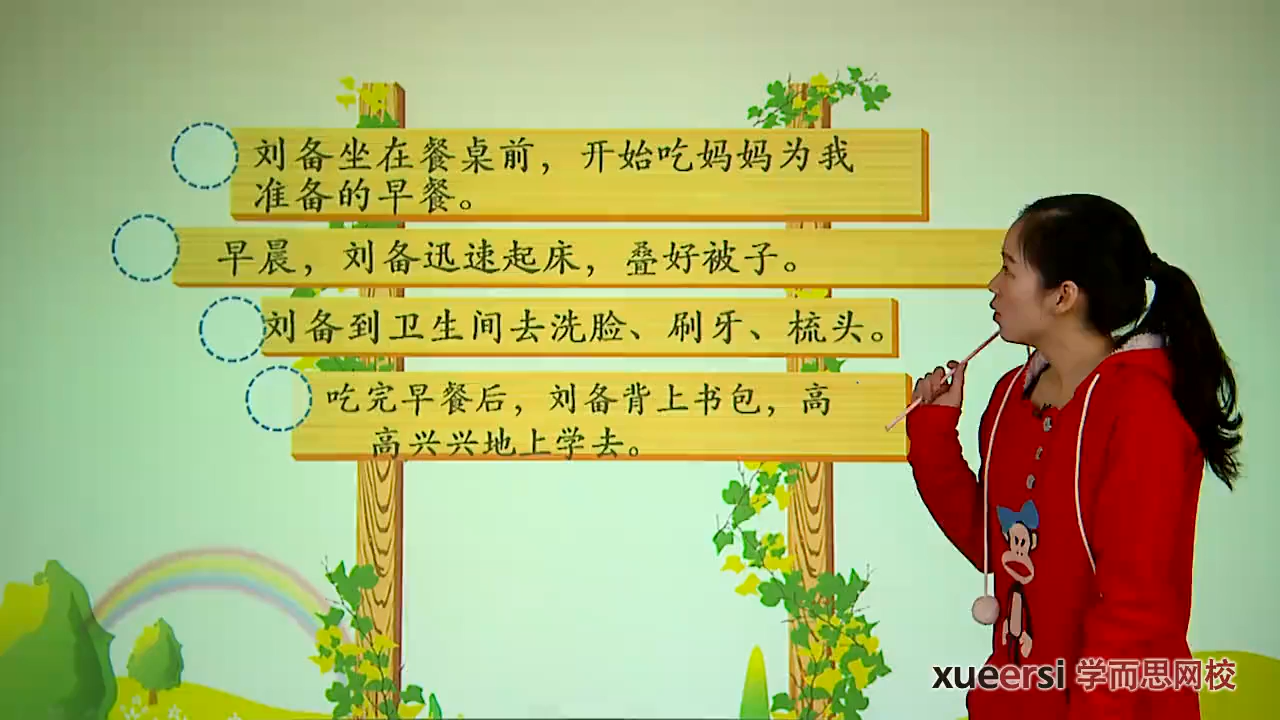 刘备坐在餐桌前，开始吃妈妈为我
准备的早餐。
早晨，刘备迅速起床，叠好被子。
刘备到卫生间去洗脸、刷牙、梳头。
吃完早餐后，刘备背上书包，高
高兴兴地上学去。
xueersi 学而思网校